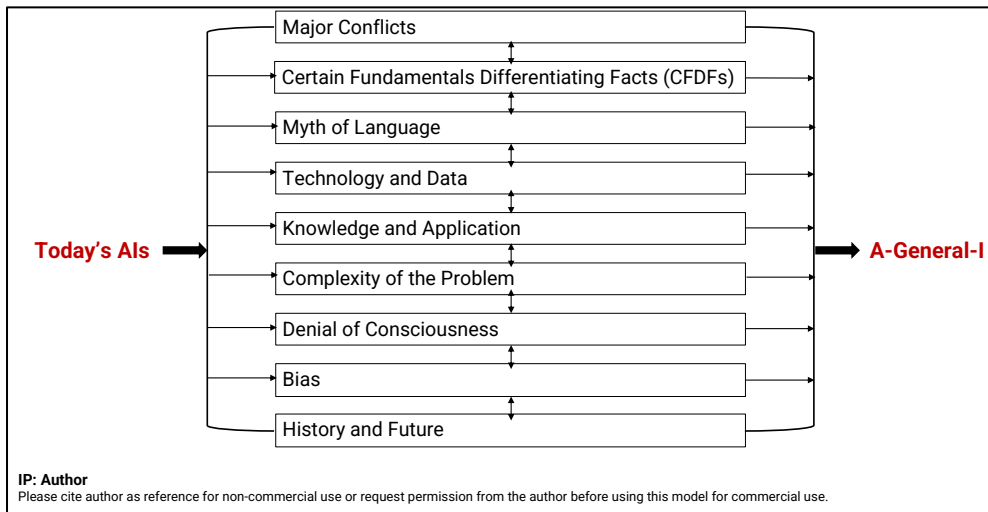 Major Conflicts
Certain Fundamentals Differentiating Facts (CFDFs)
Myth of Language
Technology and Data
Knowledge and Application
Today’s AIs
A-General-I
Complexity of the Problem
Denial of Consciousness
Bias
History and Future
IP: Author
Please cite author as reference for non-commercial use or request permission from the author before using this model for commercial use.